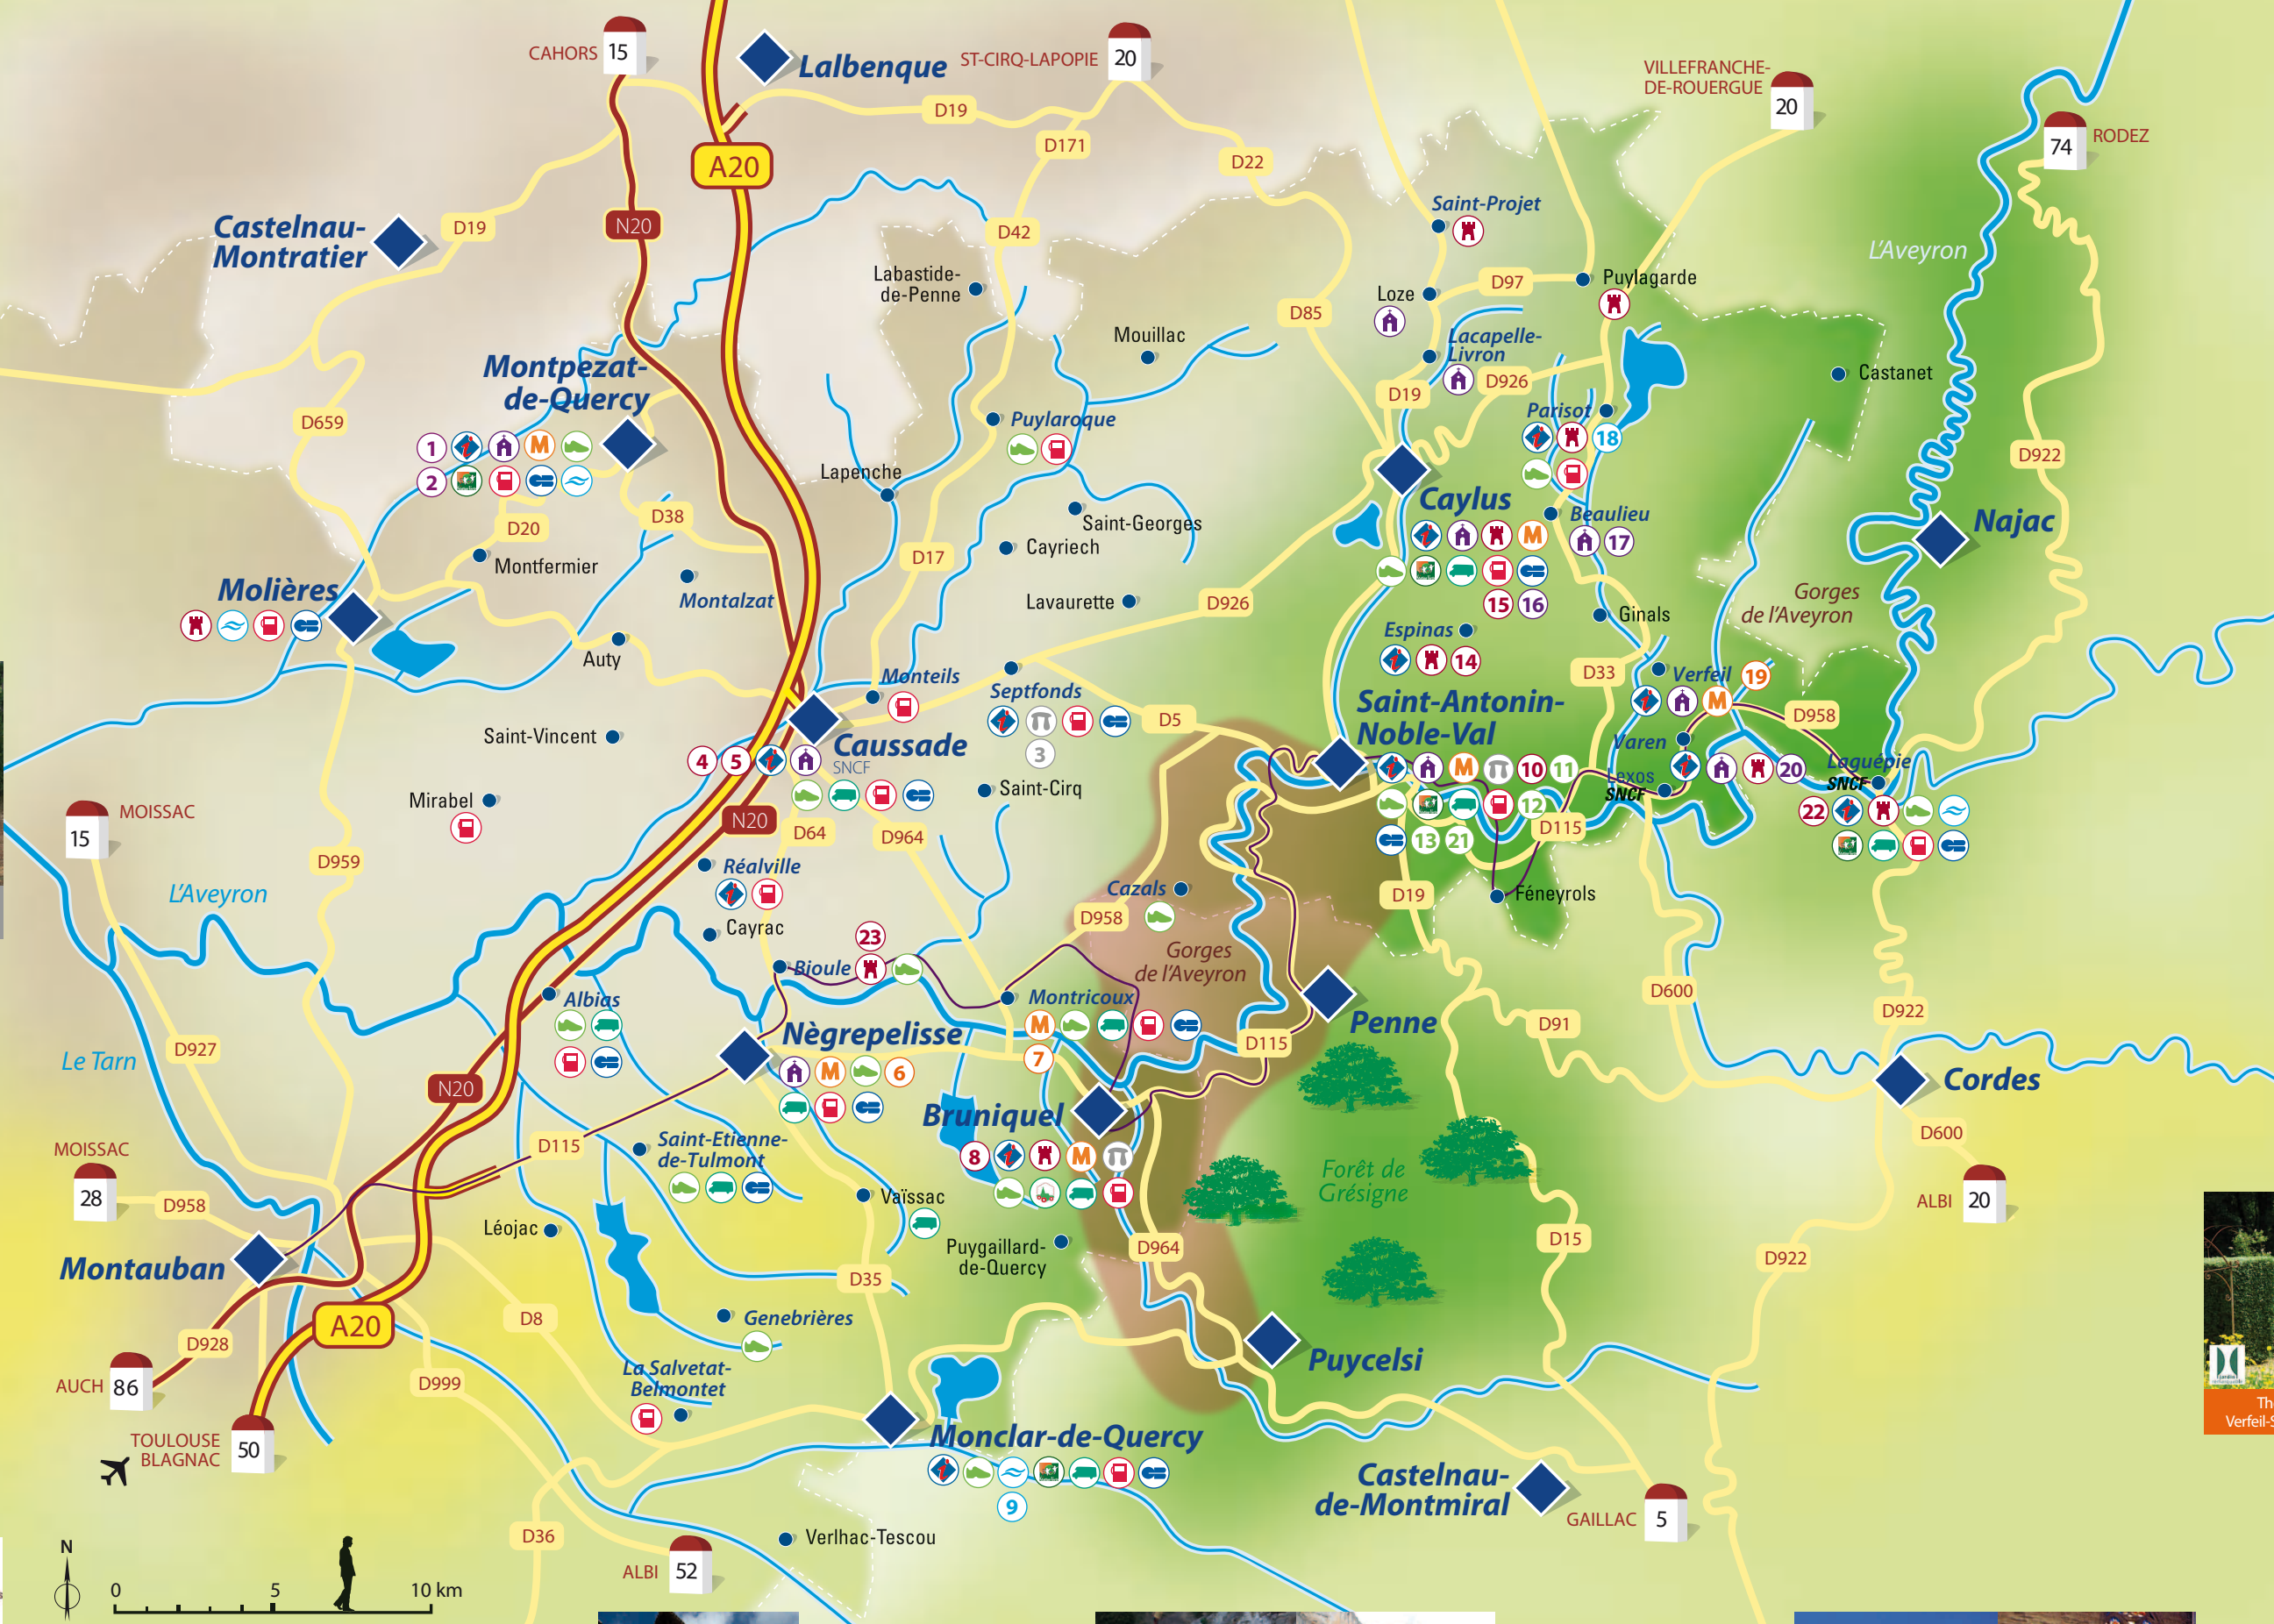 CAHORS 15
Lalbenque
ST-CIRQ-LAPOPIE 20
VILLEFRANCHE-
DE-ROUERGUE 20
74 RODEZ
D19
D171
D22
A20
N20
Castelnau-
Montratier
D19
D42
Saint-Projet
L'Aveyron
Labastide-
de-Penne
Loze
D97
Puylagarde
D85
Mouillac
Lacapelle-
Livron
Montpezat-
de-Quercy
D19
D926
Castanet
D659
Puylaroque
Parisot
18
1 M
2
Lapenche
D922
Caylus
M
15 16
Beaulieu
17
Najac
D20
D38
Saint-Georges
Montfermier
D17
Cayriech
Molières
Montalzat
Lavaurette
D926
Gorges
de l'Aveyron
Ginals
Espinas
14
Auty
D33
Verfeil 19
M
Monteils
Septfonds
3
D5
Saint-Antonin-
Noble-Val
M 10 11
12
13 21
D958
Saint-Vincent
Caussade
SNCF
4 5
Varen
20
Lexos
SNCF
Laguépie
SNCF
22
Mirabel
Saint-Cirq
MOISSAC
15
N20
D64
D964
D115
D959
Réalville
L'Aveyron
Cazals
D19
Féneyrols
D958
Cayrac
23
Bioule
Gorges
de l'Aveyron
Albias
Montricoux
M
7
D600
D922
Penne
D91
Le Tarn
D927
Nègrepelisse
M 6
D115
N20
Cordes
Bruniquel
8 M
D600
D115
Saint-Etienne-
de-Tulmont
MOISSAC
28
D958
Forêt de
Grésigne
Vaïssac
ALBI 20
Léojac
Puygaillard-
de-Quercy
D964
D15
D922
Montauban
D35
A20
D8
Genebrières
D928
Puycelsi
La Salvetat-
Belmontet
AUCH 86
D999
Monclar-de-Quercy
9
TOULOUSE
BLAGNAC 50
Castelnau-
de-Montmiral
GAILLAC 5
D36
Verlhac-Tescou
ALBI 52
N
0 5 10 km
Th
Verfeil-S